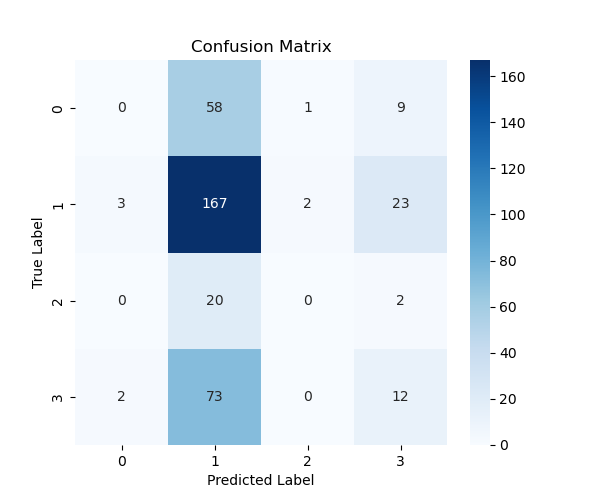 Confusion Matrix
True Label
0 0 58 1 9
1 3 167 2 23
2 0 20 0 2
3 2 73 0 12
0 1 2 3
Predicted Label
160
140
120
100
80
60
40
20
0